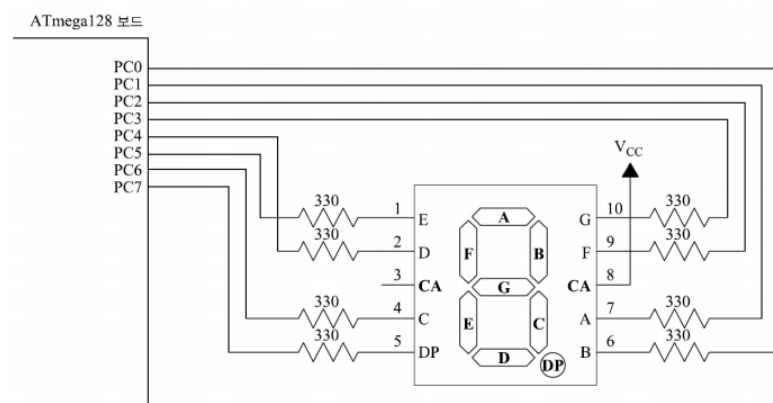 ATmega128 보드
PC0
PC1
PC2
PC3
PC4
PC5
PC6
PC7
V_CC
330 1 E A G 10 330
330 2 D F B F 9 330
3 CA G CA 8
330 4 C E C A 7 330
330 5 DP D DP B 6 330